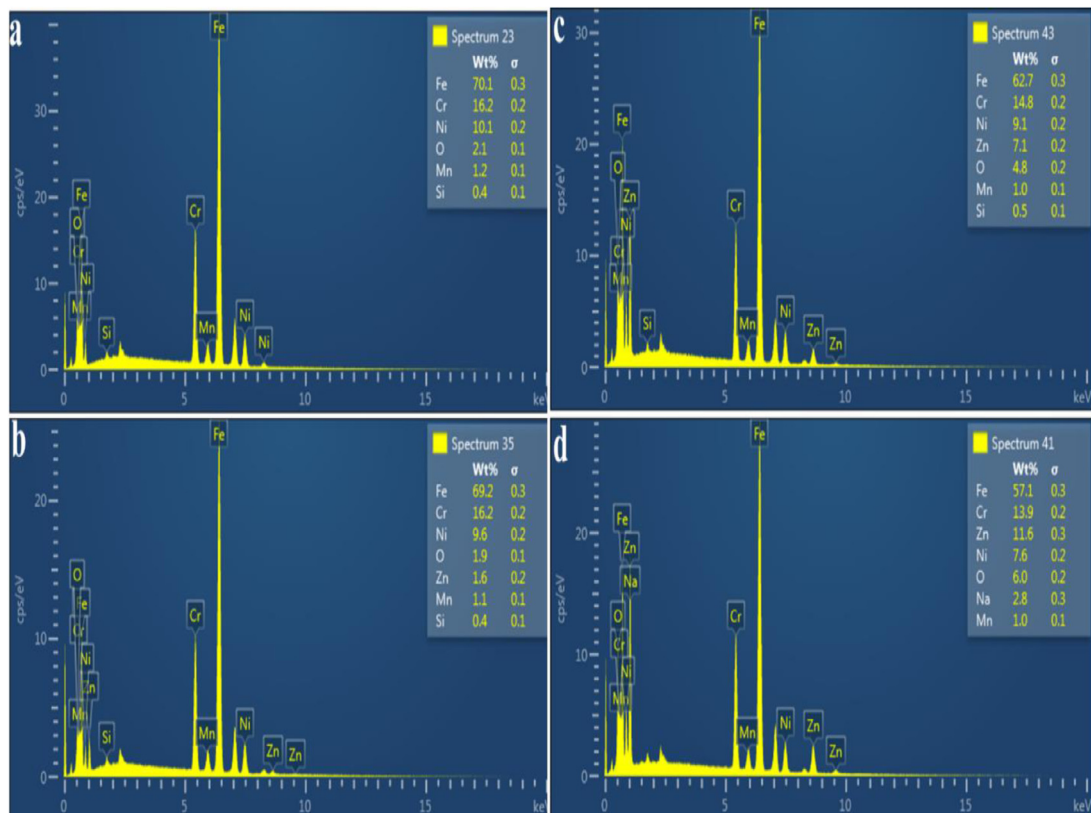 a
Spectrum 23
Wt% σ
Fe 70.1 0.3
Cr 16.2 0.2
Ni 10.1 0.2
O 2.1 0.1
Mn 1.2 0.1
Si 0.4 0.1
cps/eV
30
20
10
0
Fe
Fe
O
Cr
Ni
Mn
Si
Cr
Mn
Ni
Ni
0 5 10 15 keV
c
Spectrum 43
Wt% σ
Fe 62.7 0.3
Cr 14.8 0.2
Ni 9.1 0.2
Zn 7.1 0.2
O 4.8 0.2
Mn 1.0 0.1
Si 0.5 0.1
cps/eV
30
20
10
0
Fe
Fe
O
Zn
Ni
Cr
Mn
Si
Cr
Mn
Ni
Zn
Zn
0 5 10 15 keV
b
Spectrum 35
Wt% σ
Fe 69.2 0.3
Cr 16.2 0.2
Ni 9.6 0.2
O 1.9 0.1
Zn 1.6 0.2
Mn 1.1 0.1
Si 0.4 0.1
cps/eV
20
10
0
Fe
O
Fe
Cr
Ni
Zn
Mn
Si
Cr
Mn
Ni
Zn
Zn
0 5 10 15 keV
d
Spectrum 41
Wt% σ
Fe 57.1 0.3
Cr 13.9 0.2
Zn 11.6 0.3
Ni 7.6 0.2
O 6.0 0.2
Na 2.8 0.3
Mn 1.0 0.1
cps/eV
20
10
0
Fe
Fe
Zn
Na
O
Cr
Ni
Mn
Cr
Mn
Ni
Zn
Zn
0 5 10 15 keV